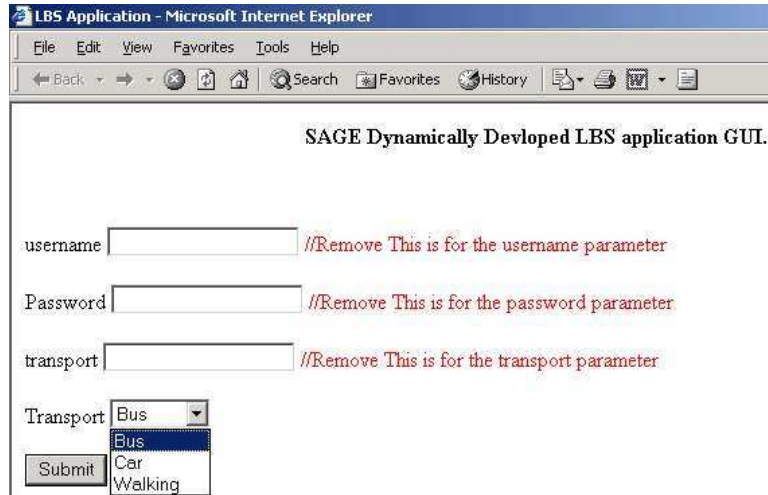 LBS Application - Microsoft Internet Explorer
File Edit View Favorites Tools Help
Back Search Favorites History
SAGE Dynamically Devloped LBS application GUI.
username //Remove This is for the username parameter
Password //Remove This is for the password parameter
transport //Remove This is for the transport parameter
Transport Bus
Bus
Car
Submit
Walking